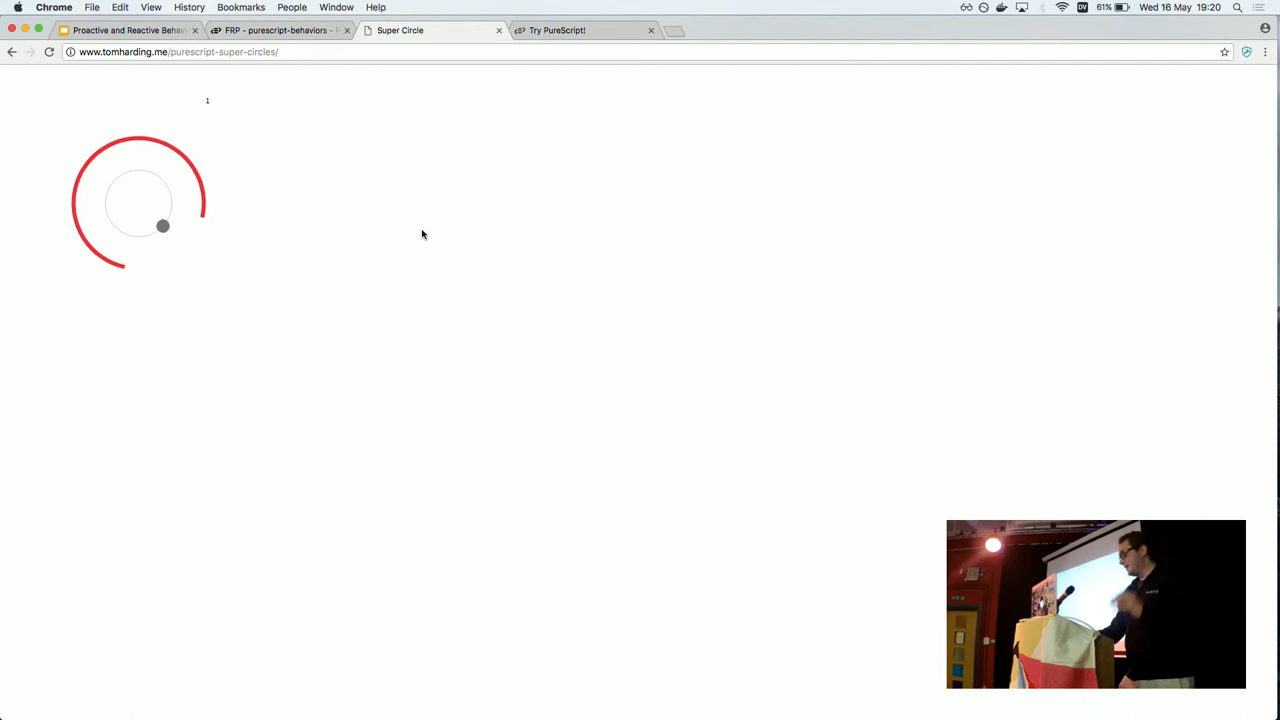 Chrome File Edit View History Bookmarks People Window Help 61% Wed 16 May 19:20
Proactive and Reactive Behavi FRP - purescript-behaviors - Super Circle Try PureScript!
www.tomharding.me/purescript-super-circles/
1